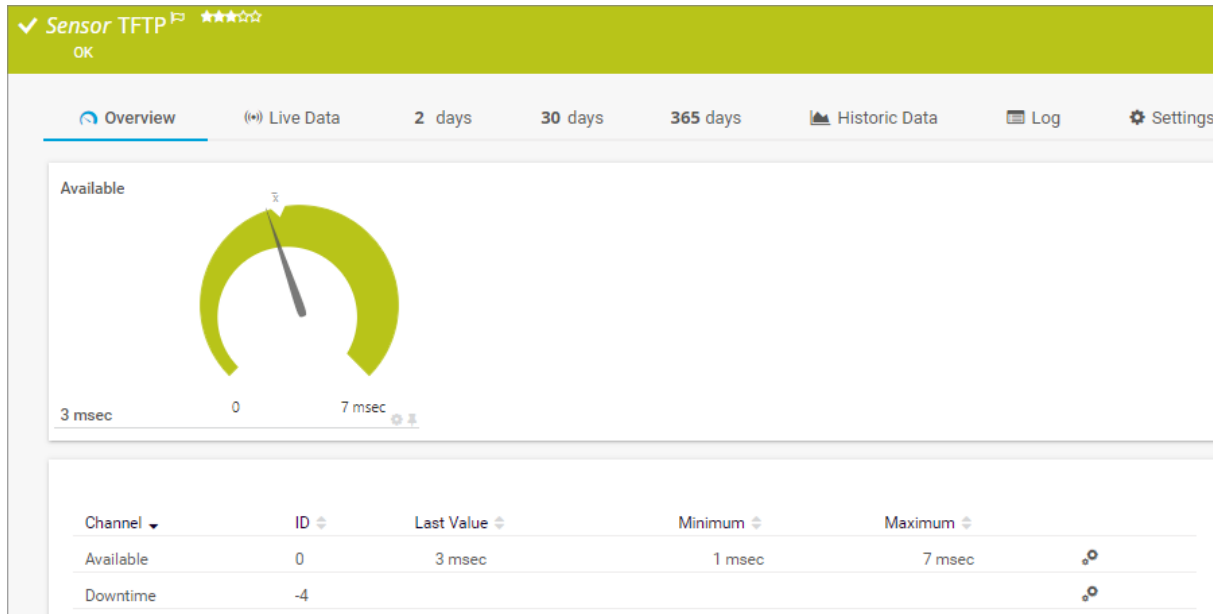 Sensor TFTP
OK
Overview Live Data 2 days 30 days 365 days Historic Data Log Settings
Available
x̄
0 7 msec
3 msec
Channel ID Last Value Minimum Maximum
Available 0 3 msec 1 msec 7 msec
Downtime -4